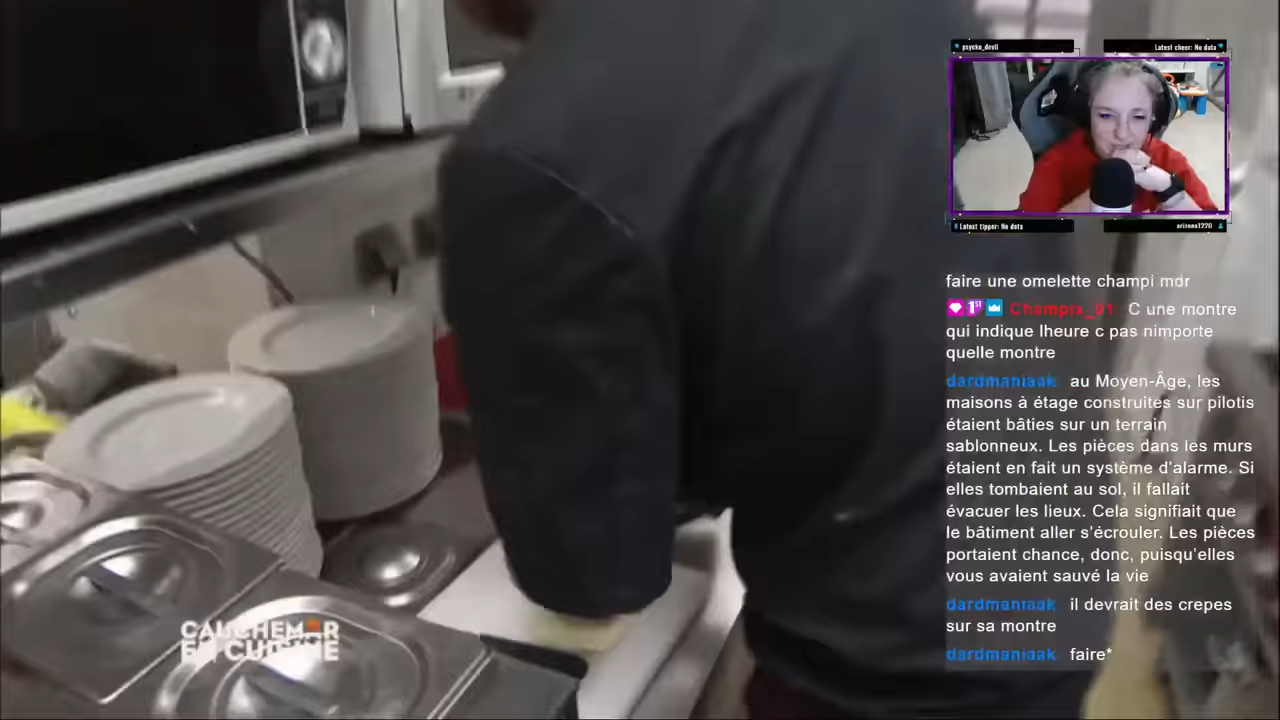 psycko_devil
Latest cheer: No data
Latest tipper: No data
arizona1220
faire une omelette champi mdr
1ST Champix_01: C une montre
qui indique lheure c pas nimporte
quelle montre
dardmaniaak: au Moyen-Âge, les
maisons à étage construites sur pilotis
étaient bâties sur un terrain
sablonneux. Les pièces dans les murs
étaient en fait un système d'alarme. Si
elles tombaient au sol, il fallait
évacuer les lieux. Cela signifiait que
le bâtiment aller s'écrouler. Les pièces
portaient chance, donc, puisqu'elles
vous avaient sauvé la vie
dardmaniaak: il devrait des crepes
sur sa montre
dardmaniaak: faire*
CAUCHEMAR
EN CUISINE